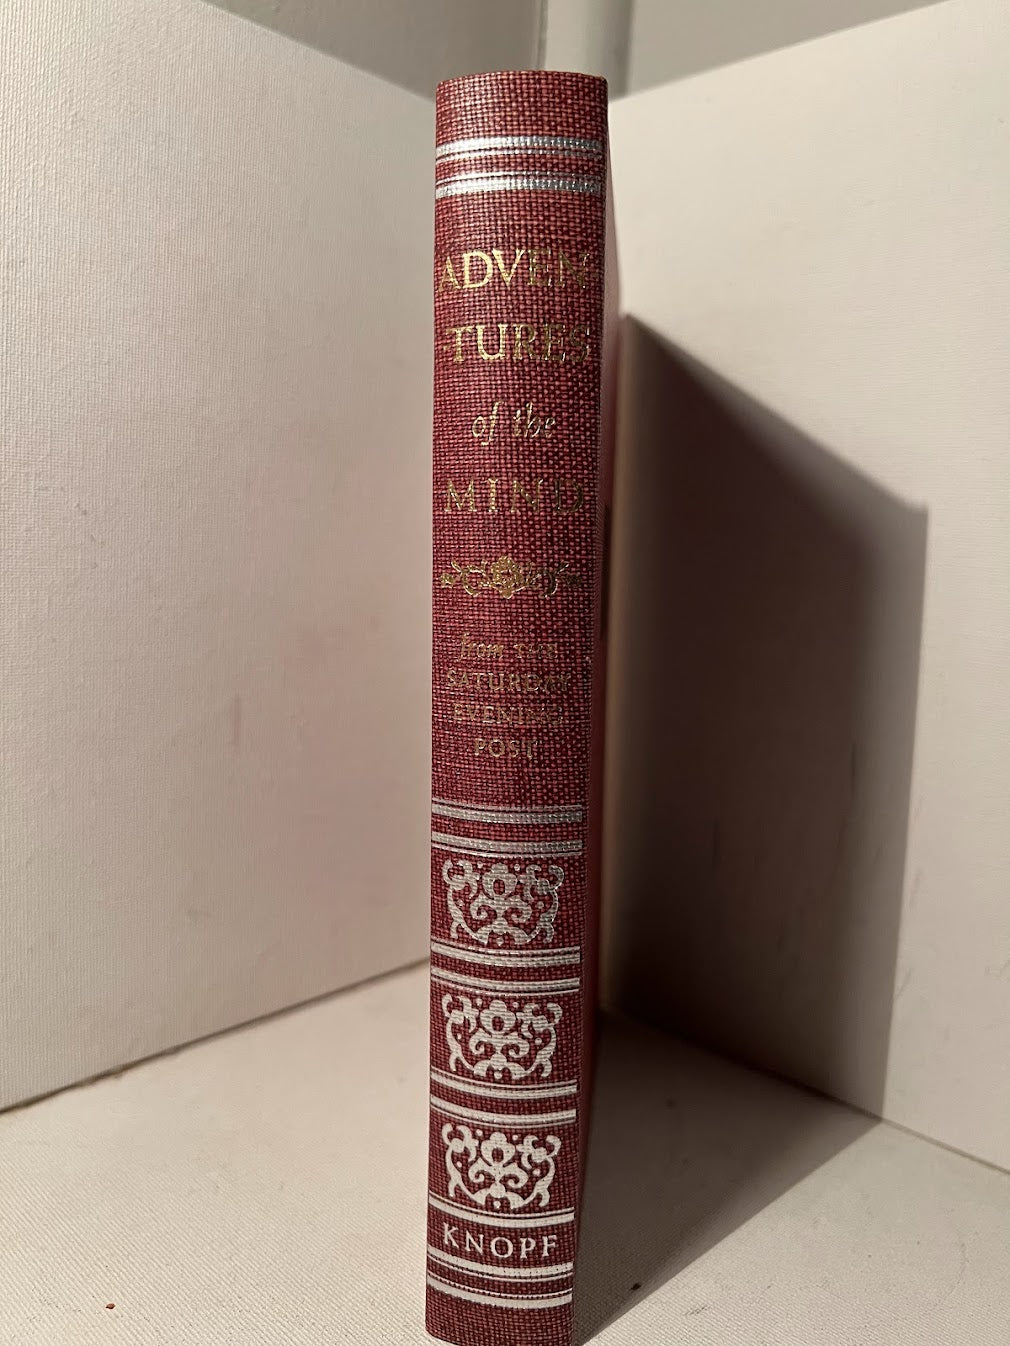 ADVEN
TURES
of the
MIND
from THE
SATURDAY
EVENING
POST
KNOPF